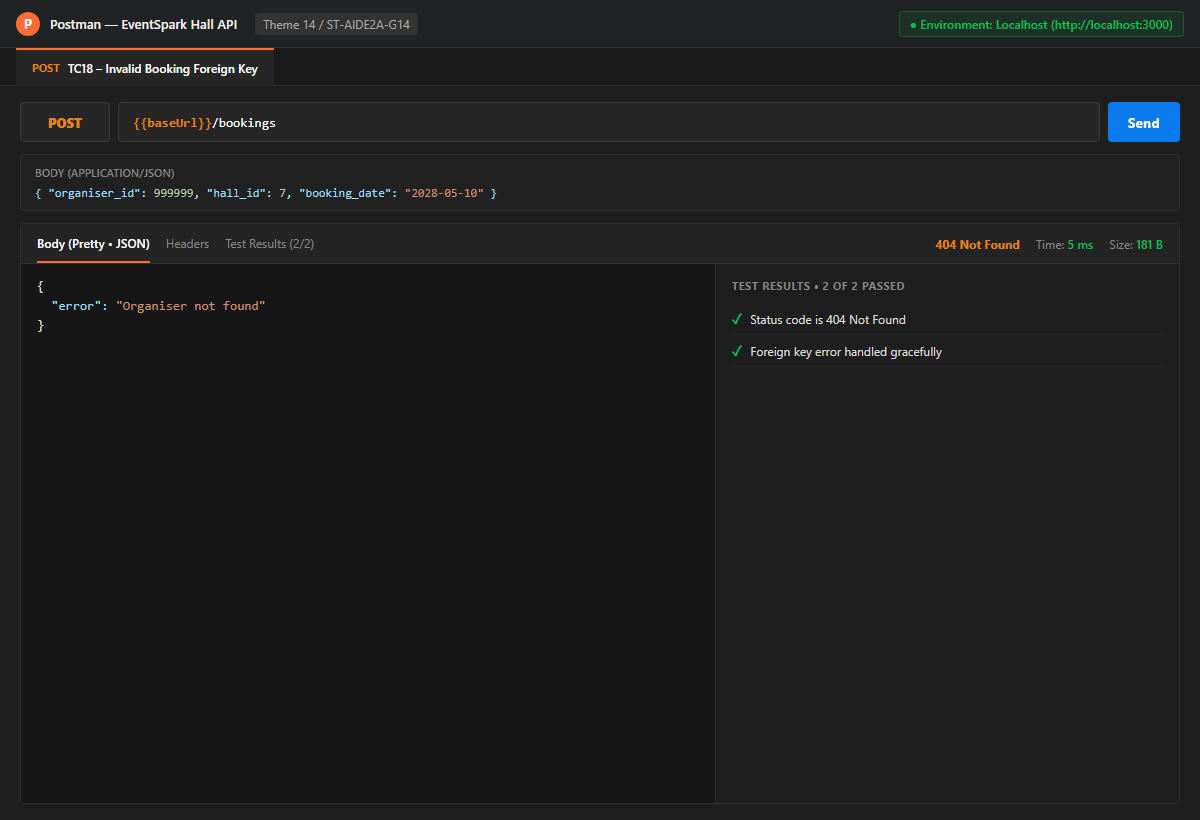 P Postman — EventSpark Hall API Theme 14 / ST-AIDE2A-G14 ● Environment: Localhost (http://localhost:3000)
POST TC18 – Invalid Booking Foreign Key
POST {{baseUrl}}/bookings Send
BODY (APPLICATION/JSON)
{ "organiser_id": 999999, "hall_id": 7, "booking_date": "2028-05-10" }
Body (Pretty • JSON) Headers Test Results (2/2) 404 Not Found Time: 5 ms Size: 181 B
{
  "error": "Organiser not found"
}
TEST RESULTS • 2 OF 2 PASSED
✓ Status code is 404 Not Found
✓ Foreign key error handled gracefully